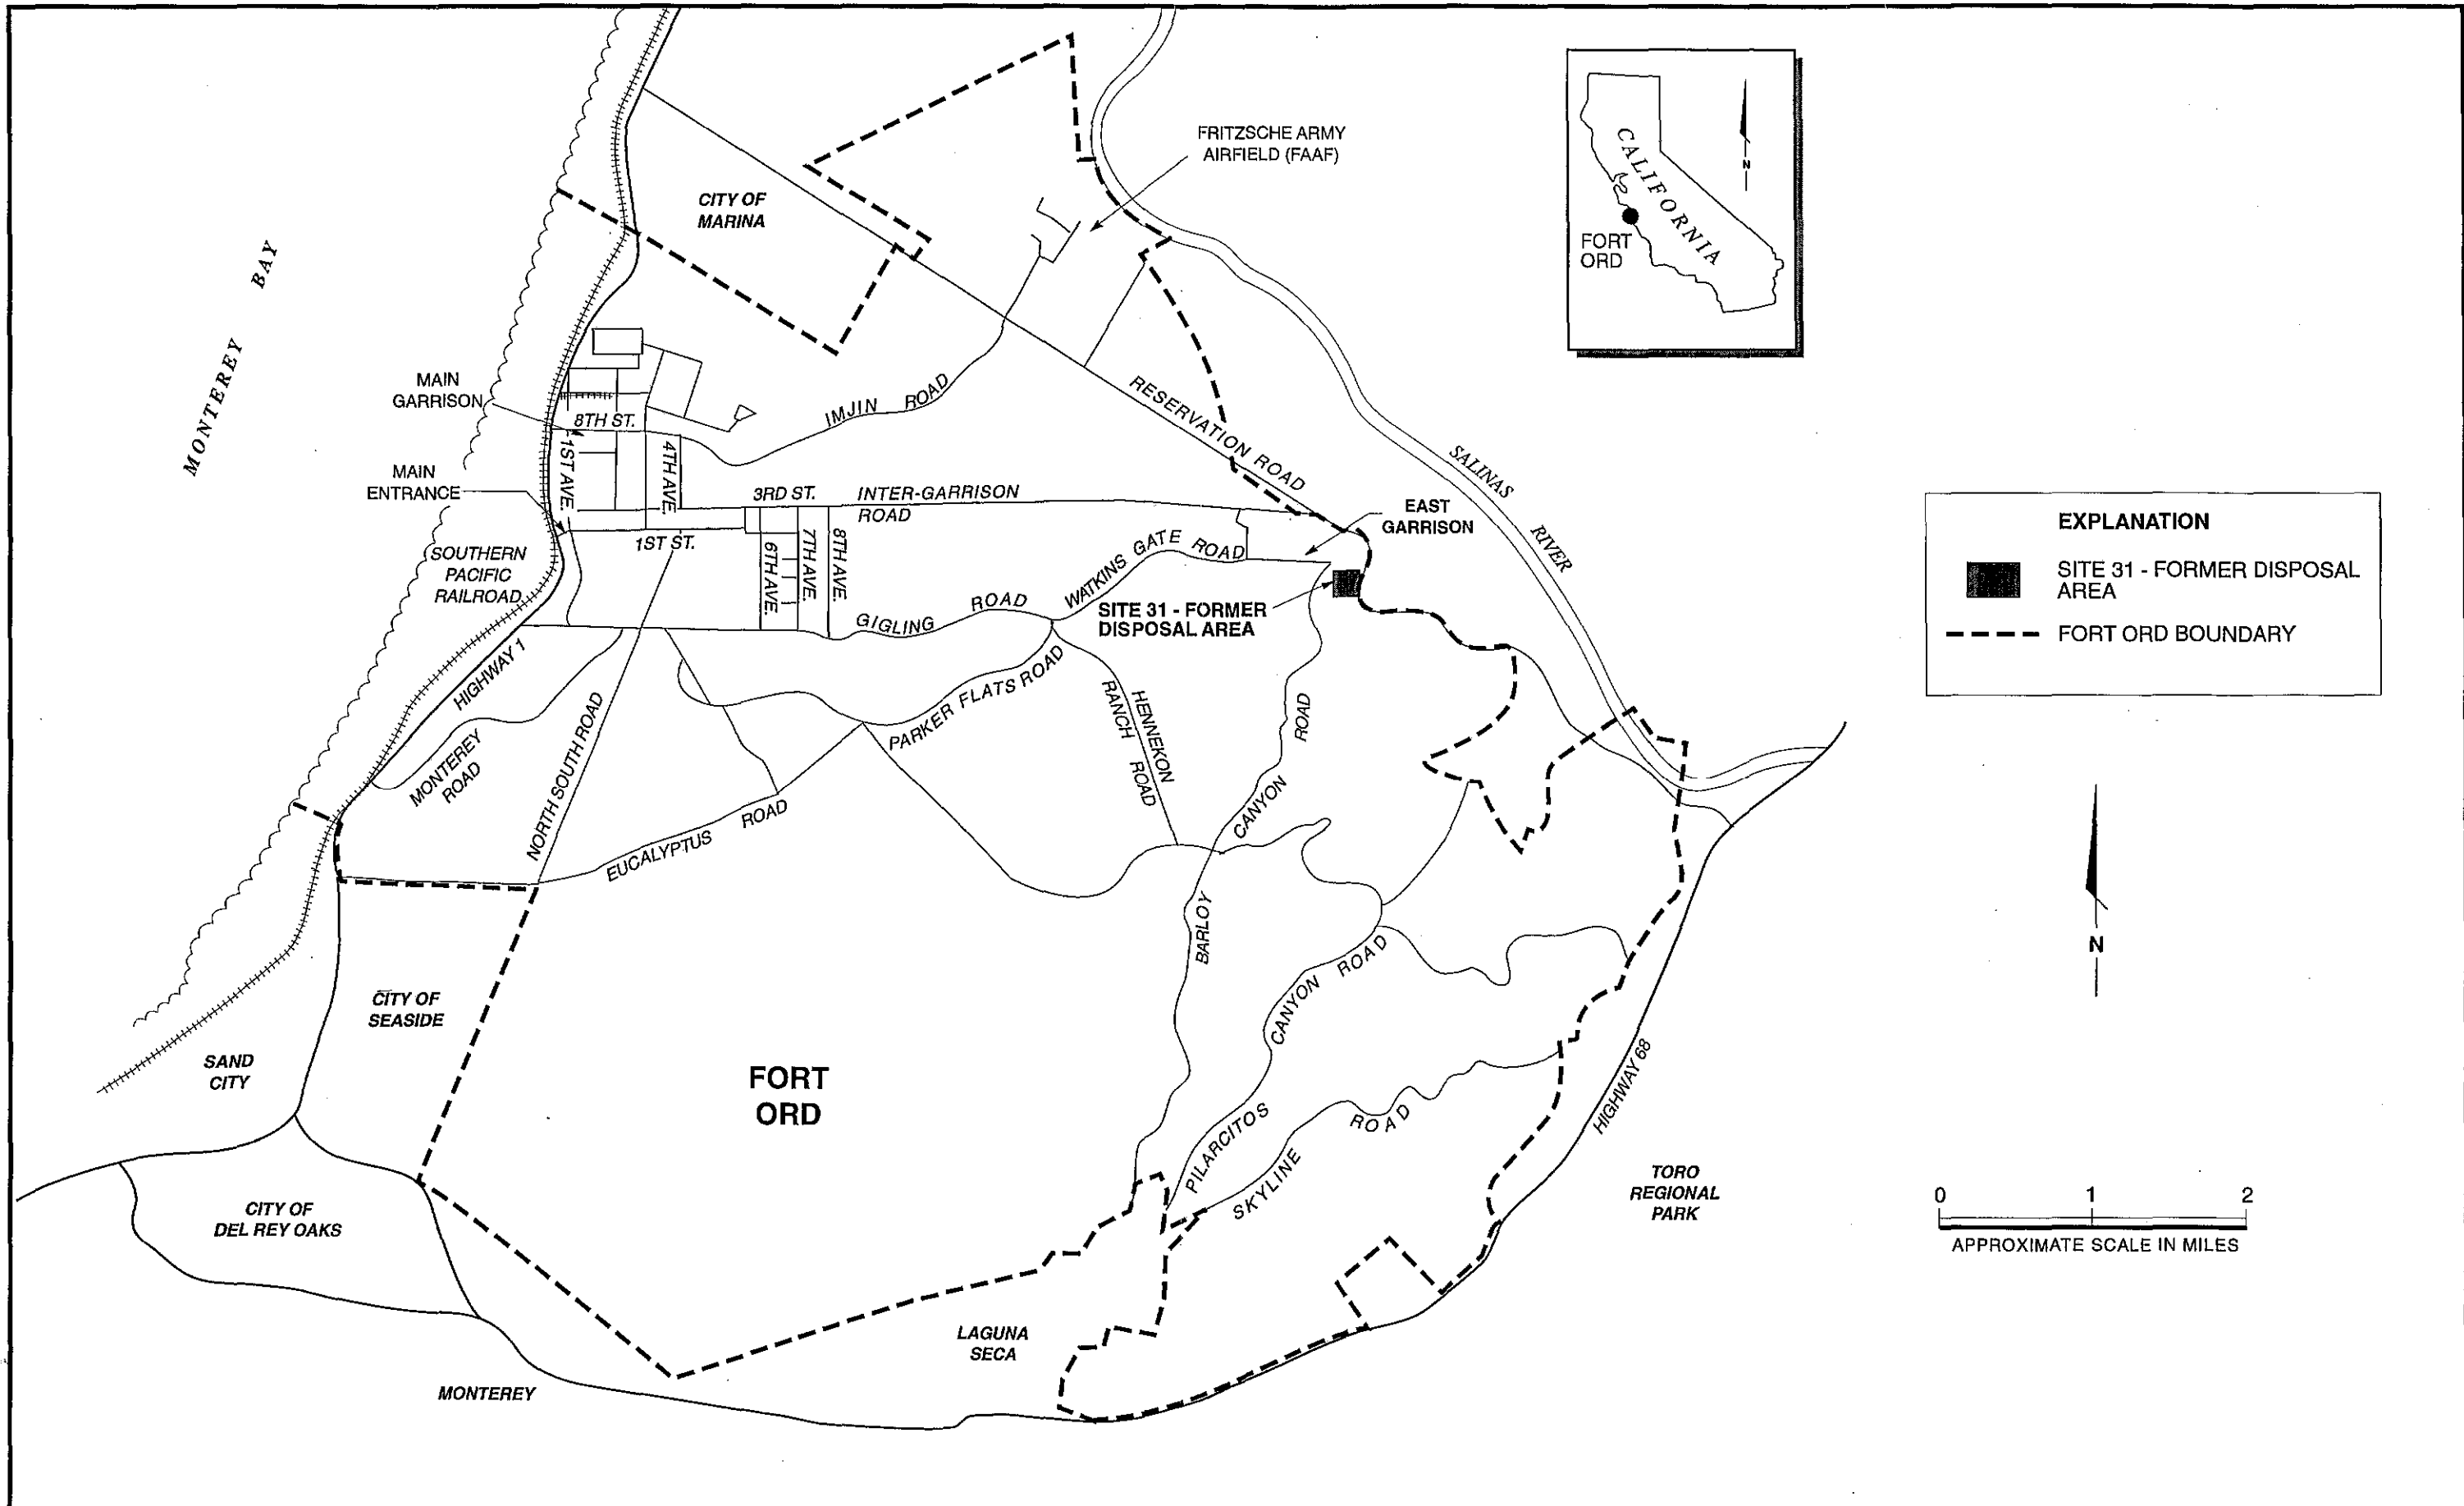 FRITZSCHE ARMY
AIRFIELD (FAAF)
CITY OF
MARINA
CALIFORNIA
N
FORT
ORD
MONTEREY BAY
MAIN
GARRISON
8TH ST.
IMJIN ROAD
RESERVATION ROAD
1ST AVE.
4TH AVE.
MAIN
ENTRANCE
3RD ST.
INTER-GARRISON
ROAD
SALINAS
RIVER
EAST
GARRISON
1ST ST.
6TH AVE.
7TH AVE.
8TH AVE.
WATKINS GATE ROAD
SOUTHERN
PACIFIC
RAILROAD
GIGLING ROAD
SITE 31 - FORMER
DISPOSAL AREA
EXPLANATION
SITE 31 - FORMER DISPOSAL
AREA
FORT ORD BOUNDARY
HIGHWAY 1
MONTEREY
ROAD
NORTH SOUTH ROAD
PARKER FLATS ROAD
HENNEKON
RANCH ROAD
BARLOY CANYON ROAD
EUCALYPTUS ROAD
N
CITY OF
SEASIDE
SAND
CITY
FORT
ORD
PILARCITOS CANYON ROAD
SKYLINE ROAD
HIGHWAY 68
TORO
REGIONAL
PARK
CITY OF
DEL REY OAKS
0 1 2
APPROXIMATE SCALE IN MILES
LAGUNA
SECA
MONTEREY